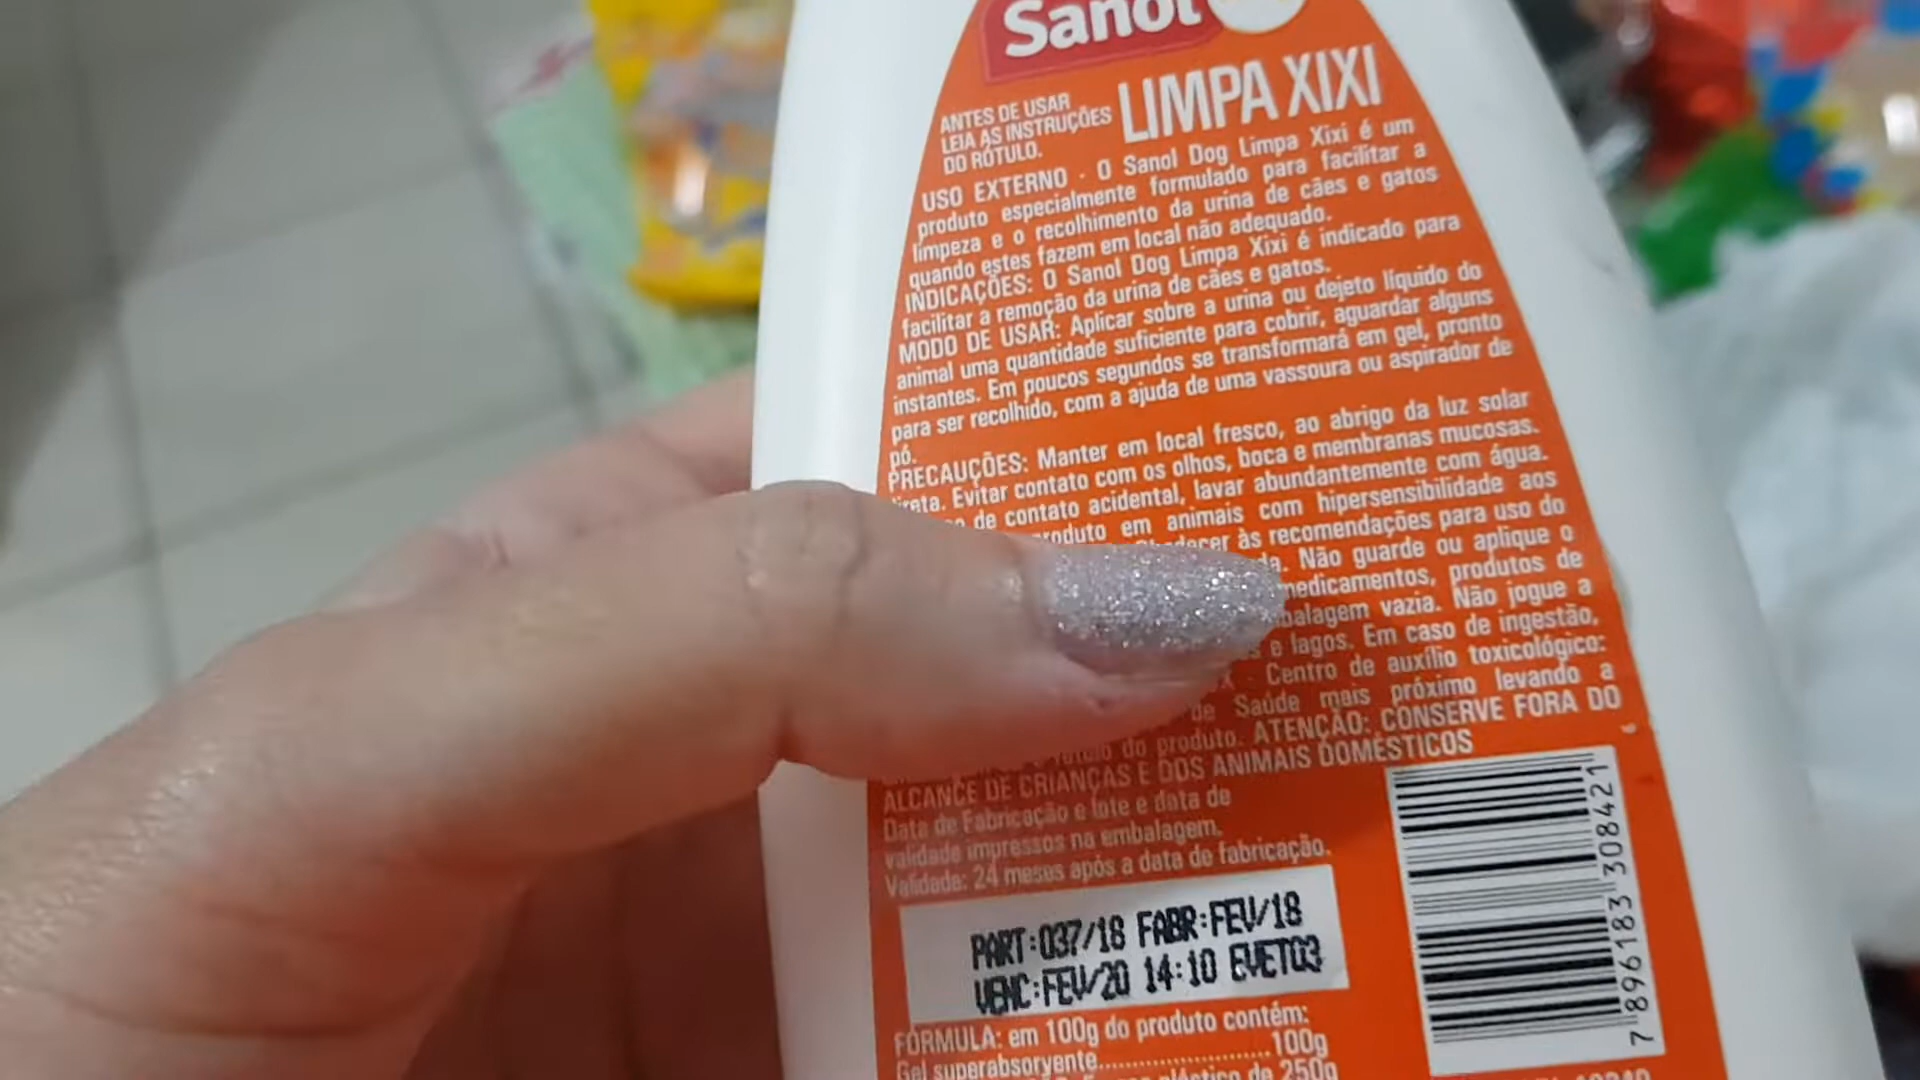 Sanol
LIMPA XIXI
ANTES DE USAR
LEIA AS INSTRUÇÕES
DO RÓTULO.
USO EXTERNO - O Sanol Dog Limpa Xixi é um
produto especialmente formulado para facilitar a
limpeza e o recolhimento da urina de cães e gatos
quando estes fazem em local não adequado.
INDICAÇÕES: O Sanol Dog Limpa Xixi é indicado para
facilitar a remoção da urina de cães e gatos.
MODO DE USAR: Aplicar sobre a urina ou dejeto líquido do
animal uma quantidade suficiente para cobrir, aguardar alguns
instantes. Em poucos segundos se transformará em gel, pronto
para ser recolhido, com a ajuda de uma vassoura ou aspirador de
pó.
PRECAUÇÕES: Manter em local fresco, ao abrigo da luz solar
direta. Evitar contato com os olhos, boca e membranas mucosas.
de contato acidental, lavar abundantemente com água.
produto em animais com hipersensibilidade aos
às recomendações para uso do
Não guarde ou aplique o
medicamentos, produtos de
vazia. Não jogue a
e lagos. Em caso de ingestão,
Centro de auxílio toxicológico:
de Saúde mais próximo levando a
do produto. ATENÇÃO: CONSERVE FORA DO
ALCANCE DE CRIANÇAS E DOS ANIMAIS DOMÉSTICOS
Data de Fabricação e lote e data de
validade impressos na embalagem.
Validade: 24 meses após a data de fabricação.
PART:037/18 FABR:FEV/18
VENC:FEV/20 14:10 EVET03
FÓRMULA: em 100g do produto contém:
Gel superabsorvente......................100g
plástico de 250g
7 896183 308421